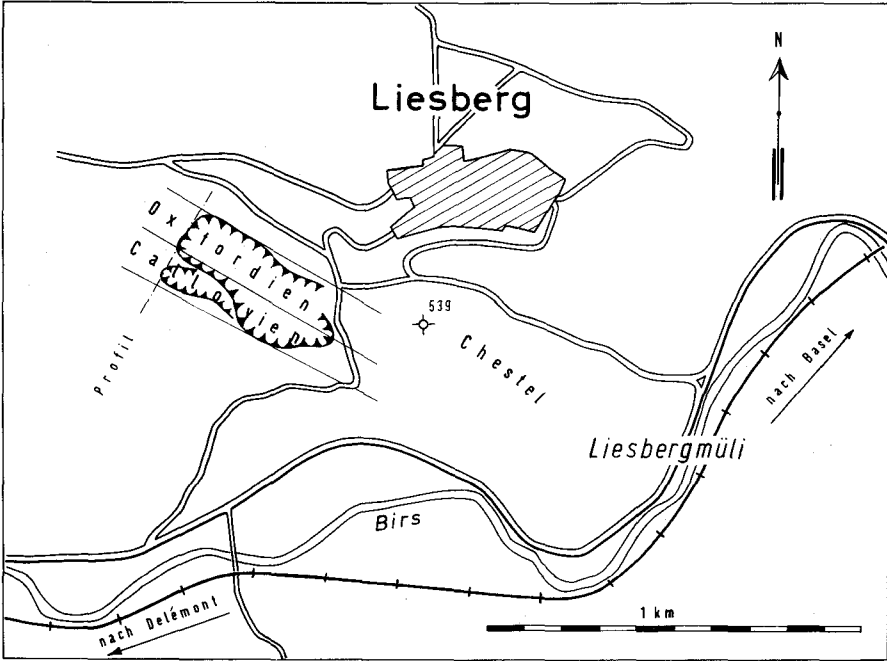 N
Liesberg
Oxfordien
Callovien
Profil
539
Chestel
nach Basel
Liesbergmüli
Birs
nach Delémont
1 km